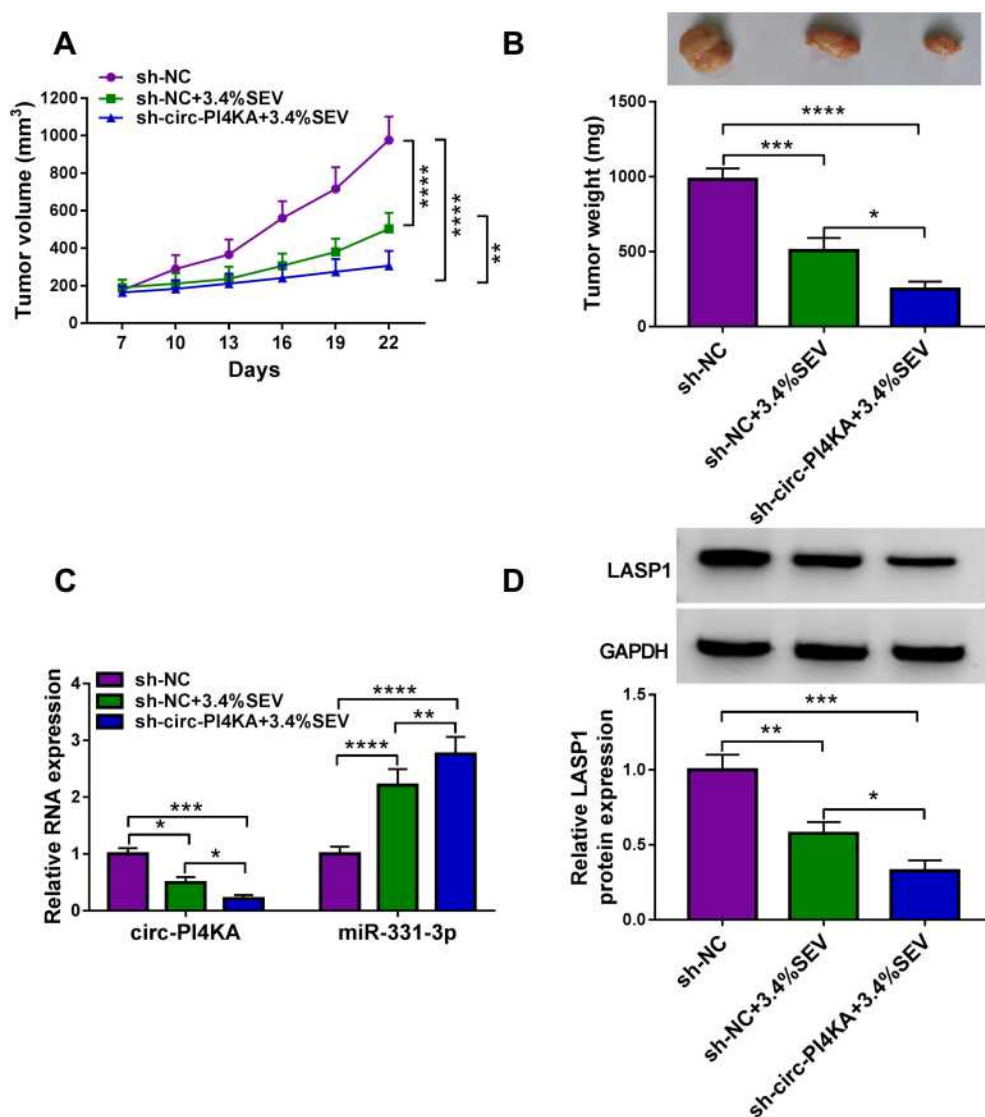 A
sh-NC
sh-NC+3.4%SEV
sh-circ-PI4KA+3.4%SEV
Tumor volume (mm³)
1200
1000
800
600
400
200
0
7 10 13 16 19 22
Days
****
****
**
B
Tumor weight (mg)
1500
1000
500
0
****
***
*
sh-NC
sh-NC+3.4%SEV
sh-circ-PI4KA+3.4%SEV
C
sh-NC
sh-NC+3.4%SEV
sh-circ-PI4KA+3.4%SEV
Relative RNA expression
4
3
2
1
0
***
*
*
****
**
****
circ-PI4KA miR-331-3p
D
LASP1
GAPDH
Relative LASP1
protein expression
1.5
1.0
0.5
0.0
***
**
*
sh-NC
sh-NC+3.4%SEV
sh-circ-PI4KA+3.4%SEV